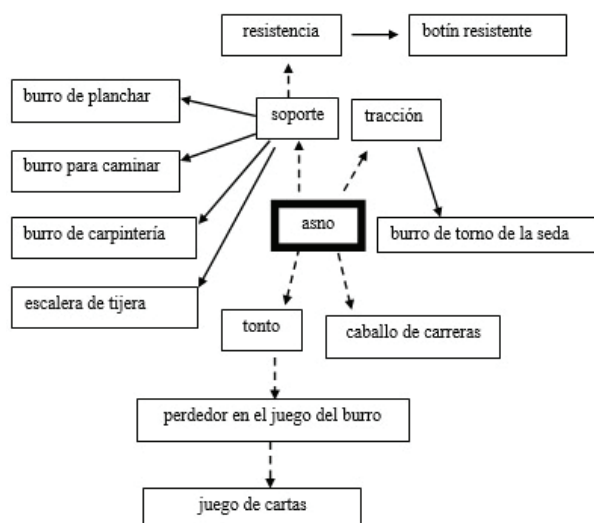 resistencia
botín resistente
burro de planchar
soporte
tracción
burro para caminar
asno
burro de carpintería
burro de torno de la seda
escalera de tijera
tonto
caballo de carreras
perdedor en el juego del burro
juego de cartas